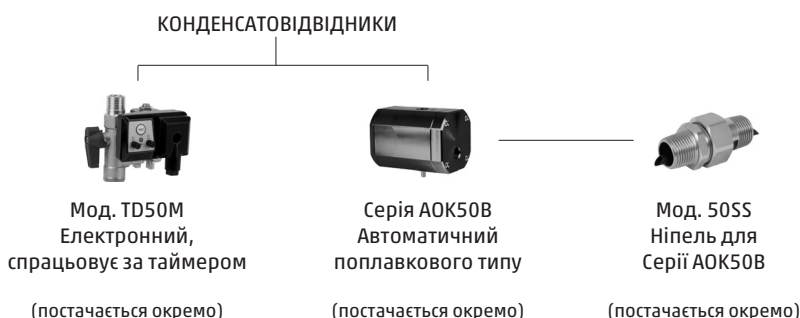 КОНДЕНСАТОВІДВІДНИКИ
Мод. TD50M
Електронний,
спрацьовує за таймером
(постачається окремо)
Серія AOK50B
Автоматичний
поплавкового типу
(постачається окремо)
Мод. 50SS
Ніпель для
Серії AOK50B
(постачається окремо)